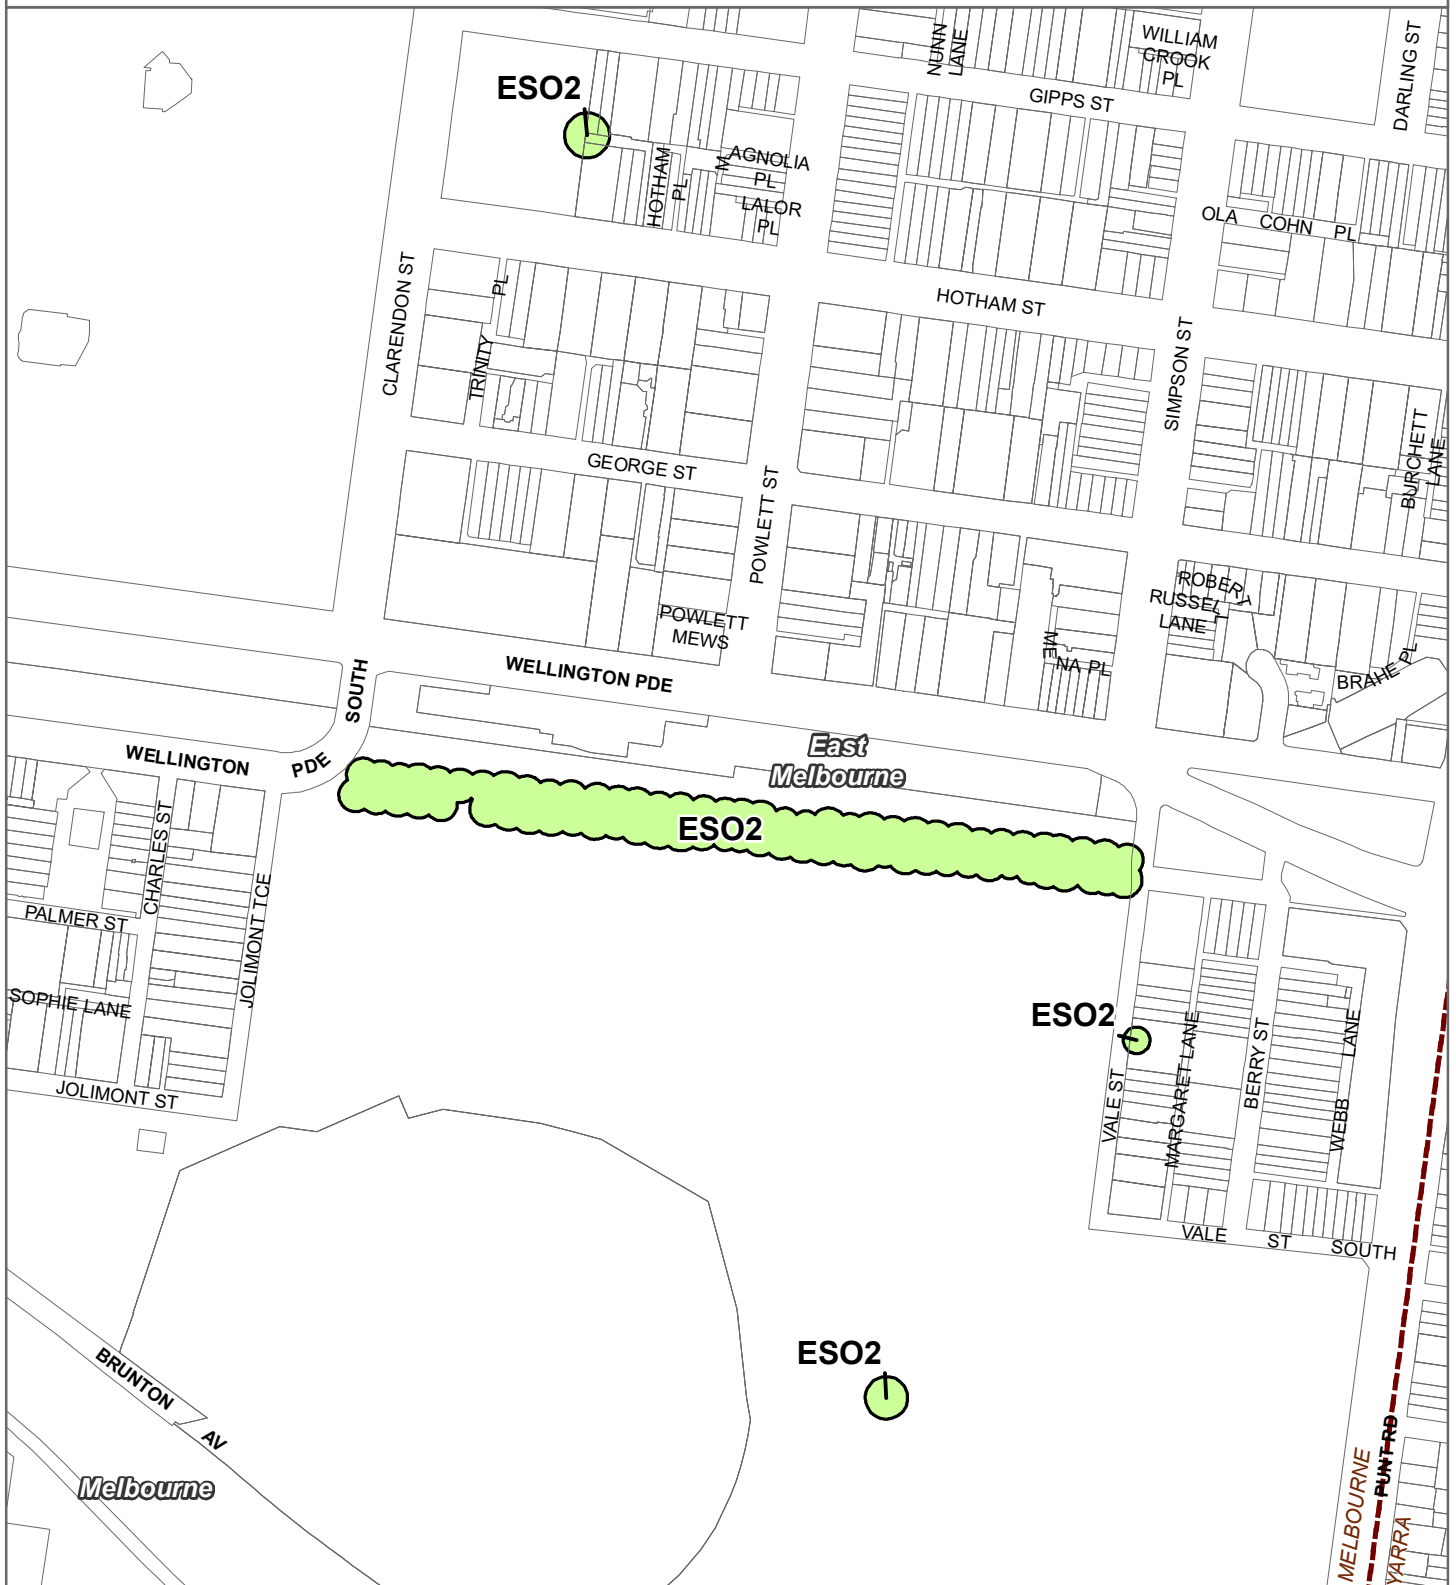 NUNN
LANE
WILLIAM
CROOK
PL
DARLING ST
ESO2
GIPPS ST
HOTHAM
PL
M
AGNOLIA
PL
LALOR
PL
OLA COHN PL
CLARENDON ST
TRINITY
PL
HOTHAM ST
SIMPSON ST
GEORGE ST
POWLETT ST
BURCHETT
LANE
ROBERT
RUSSELL
LANE
POWLETT
MEWS
ME
NA PL
BRAHE PL
WELLINGTON PDE
SOUTH
WELLINGTON PDE
East
Melbourne
ESO2
CHARLES ST
JOLIMONT TCE
PALMER ST
SOPHIE LANE
JOLIMONT ST
ESO2
VALE ST
MARGARET LANE
BERRY ST
WEBB LANE
VALE ST SOUTH
ESO2
BRUNTON AV
Melbourne
PUNT RD
MELBOURNE
YARRA